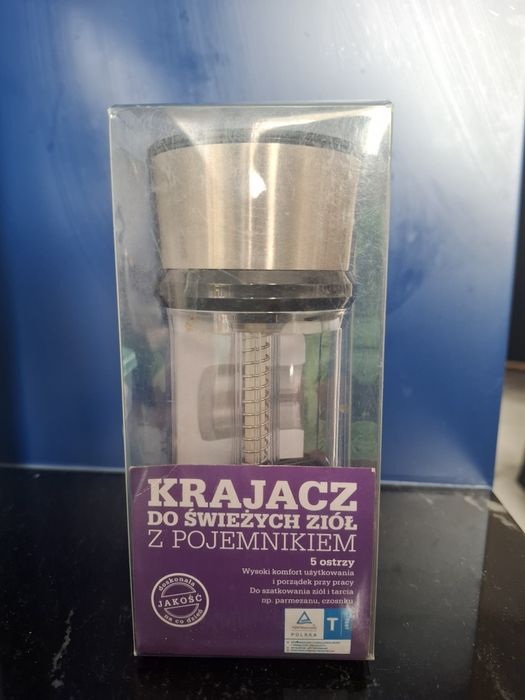 KRAJACZ
DO ŚWIEŻYCH ZIÓŁ
Z POJEMNIKIEM
5 ostrzy
Wysoki komfort użytkowania
i porządek przy pracy
Do szatkowania ziół i tarcia
np. parmezanu, czosnku
doskonała
JAKOŚĆ
na co dzień
POLSKA
T